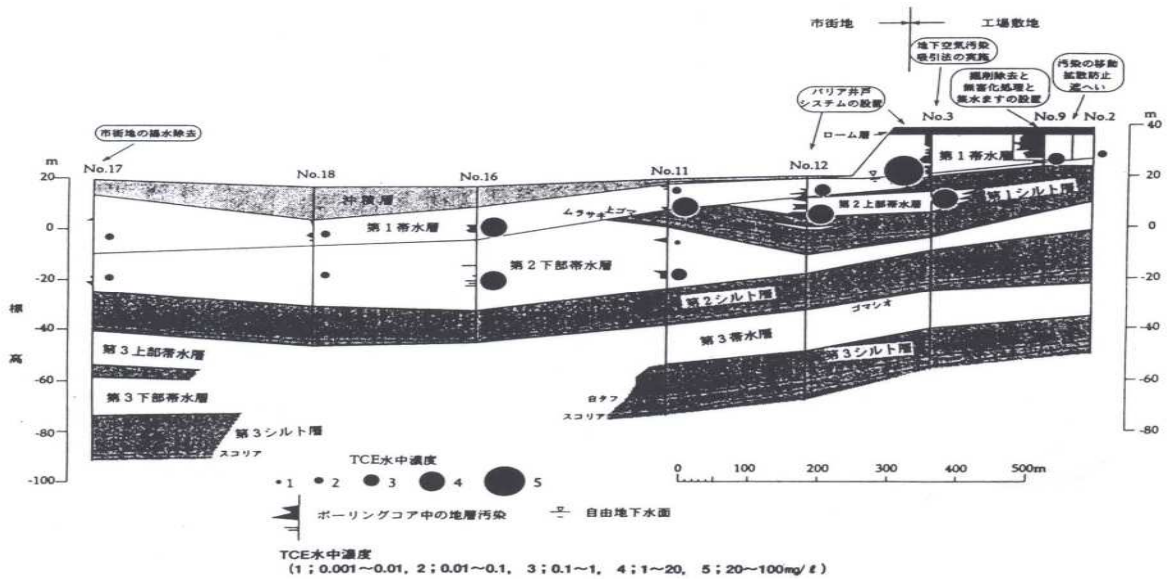 市街地
工場敷地
地下空気汚染
吸引法の実施
汚染の移動
拡散防止
遮へい
掘削除去と
無害化処理と
集水ますの設置
バリア井戸
システムの設置
市街地の揚水除去
No.3
No.9
No.2
ローム層
m
No.17
No.18
No.16
No.11
No.12
40
m
20
0
-20
-40
-60
-80
-100
標
高
20
0
-20
-40
-60
-80
沖積層
第1帯水層
第1帯水層
ムラサキ
上ゴマ
第2上部帯水層
第1シルト層
第2下部帯水層
第2シルト層
ゴマシオ
第3上部帯水層
第3帯水層
第3シルト層
第3下部帯水層
白タフ
スコリア
第3シルト層
スコリア
TCE水中濃度
1 2 3 4 5
0 100 200 300 400 500m
ボーリングコア中の地層汚染
自由地下水面
TCE水中濃度
(1;0.001~0.01, 2;0.01~0.1, 3;0.1~1, 4;1~20, 5;20~100mg/ℓ)